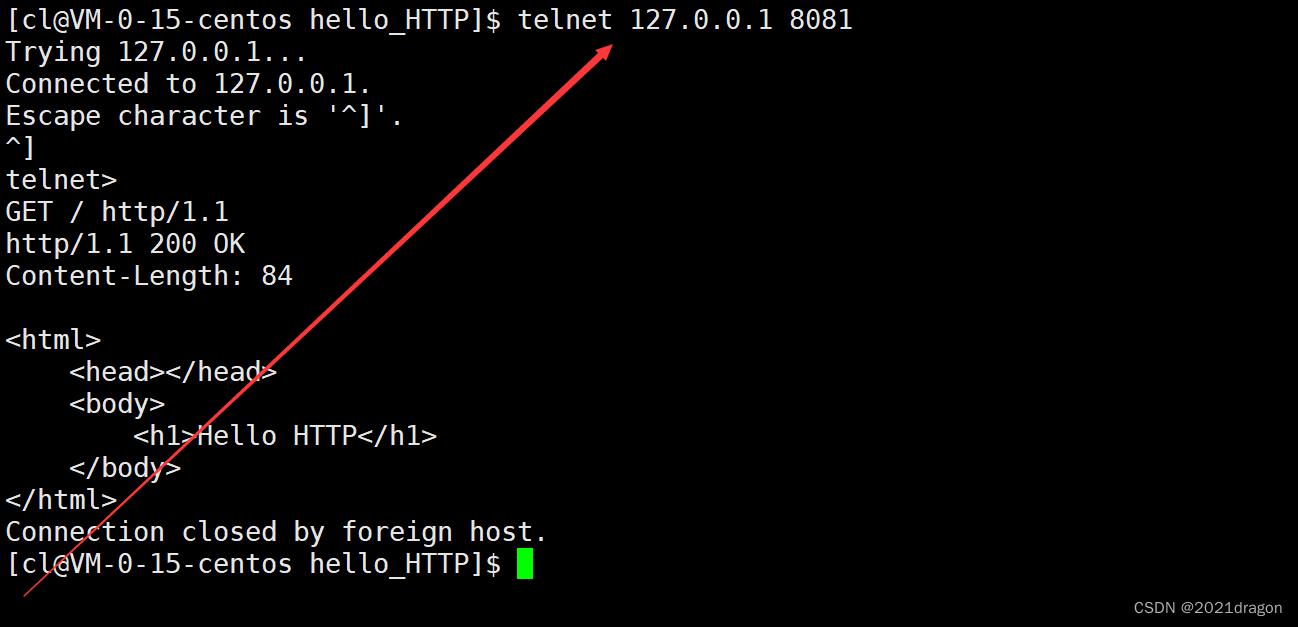 [cl@VM-0-15-centos hello_HTTP]$ telnet 127.0.0.1 8081
Trying 127.0.0.1...
Connected to 127.0.0.1.
Escape character is '^]'.
^]
telnet>
GET / http/1.1
http/1.1 200 OK
Content-Length: 84

<html>
    <head></head>
    <body>
        <h1>Hello HTTP</h1>
    </body>
</html>
Connection closed by foreign host.
[cl@VM-0-15-centos hello_HTTP]$
CSDN @2021dragon